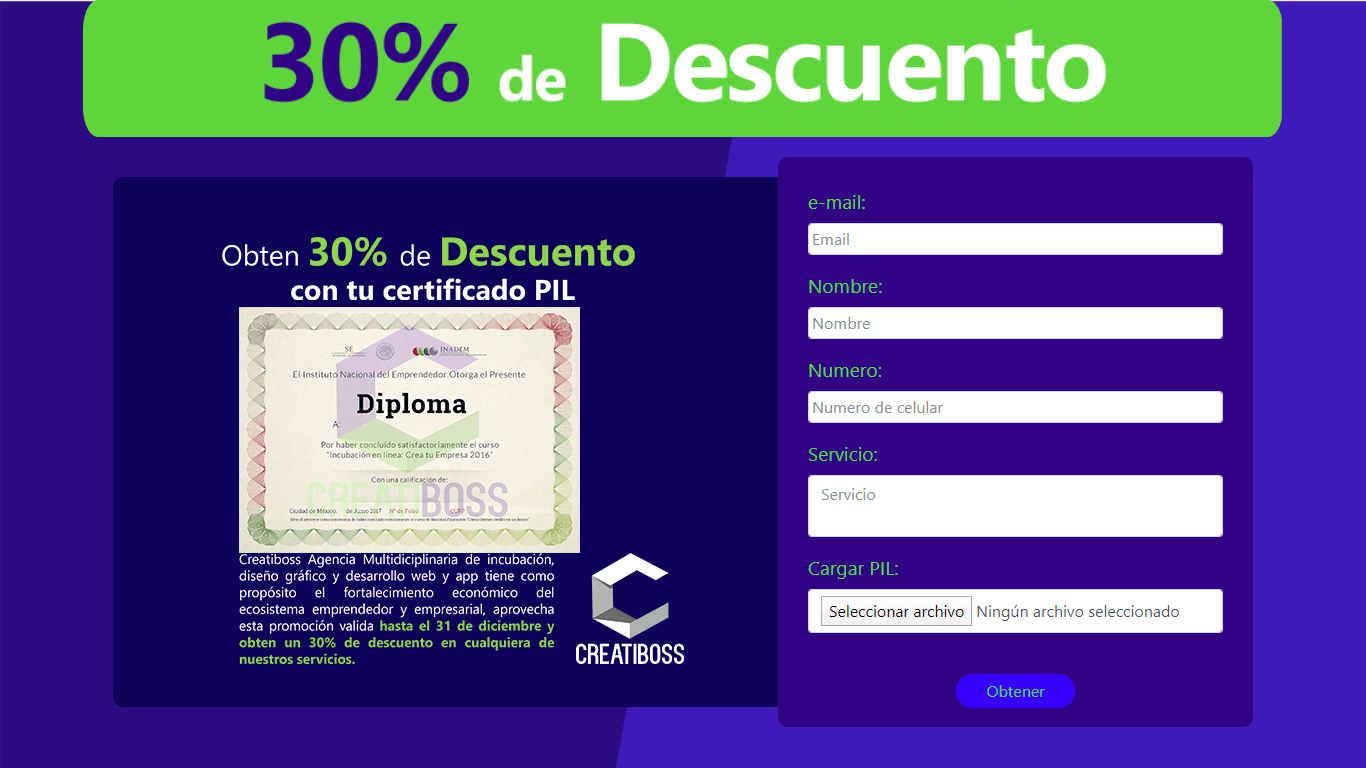 30% de Descuento
Obten 30% de Descuento
con tu certificado PIL
SE
INADEM
El Instituto Nacional del Emprendedor Otorga el Presente
Diploma
A:
Por haber concluído satisfactoriamente el curso
"Incubación en línea: Crea tu Empresa 2016"
Con una calificación de:
CREATIBOSS
Ciudad de México. de Junio 2017 N° de Folio CURP
Creatiboss Agencia Multidiciplinaria de incubación,
diseño gráfico y desarrollo web y app tiene como
propósito el fortalecimiento económico del
ecosistema emprendedor y empresarial, aprovecha
esta promoción valida hasta el 31 de diciembre y
obten un 30% de descuento en cualquiera de
nuestros servicios.
CREATIBOSS
e-mail:
Email
Nombre:
Nombre
Numero:
Numero de celular
Servicio:
Servicio
Cargar PIL:
Seleccionar archivo Ningún archivo seleccionado
Obtener